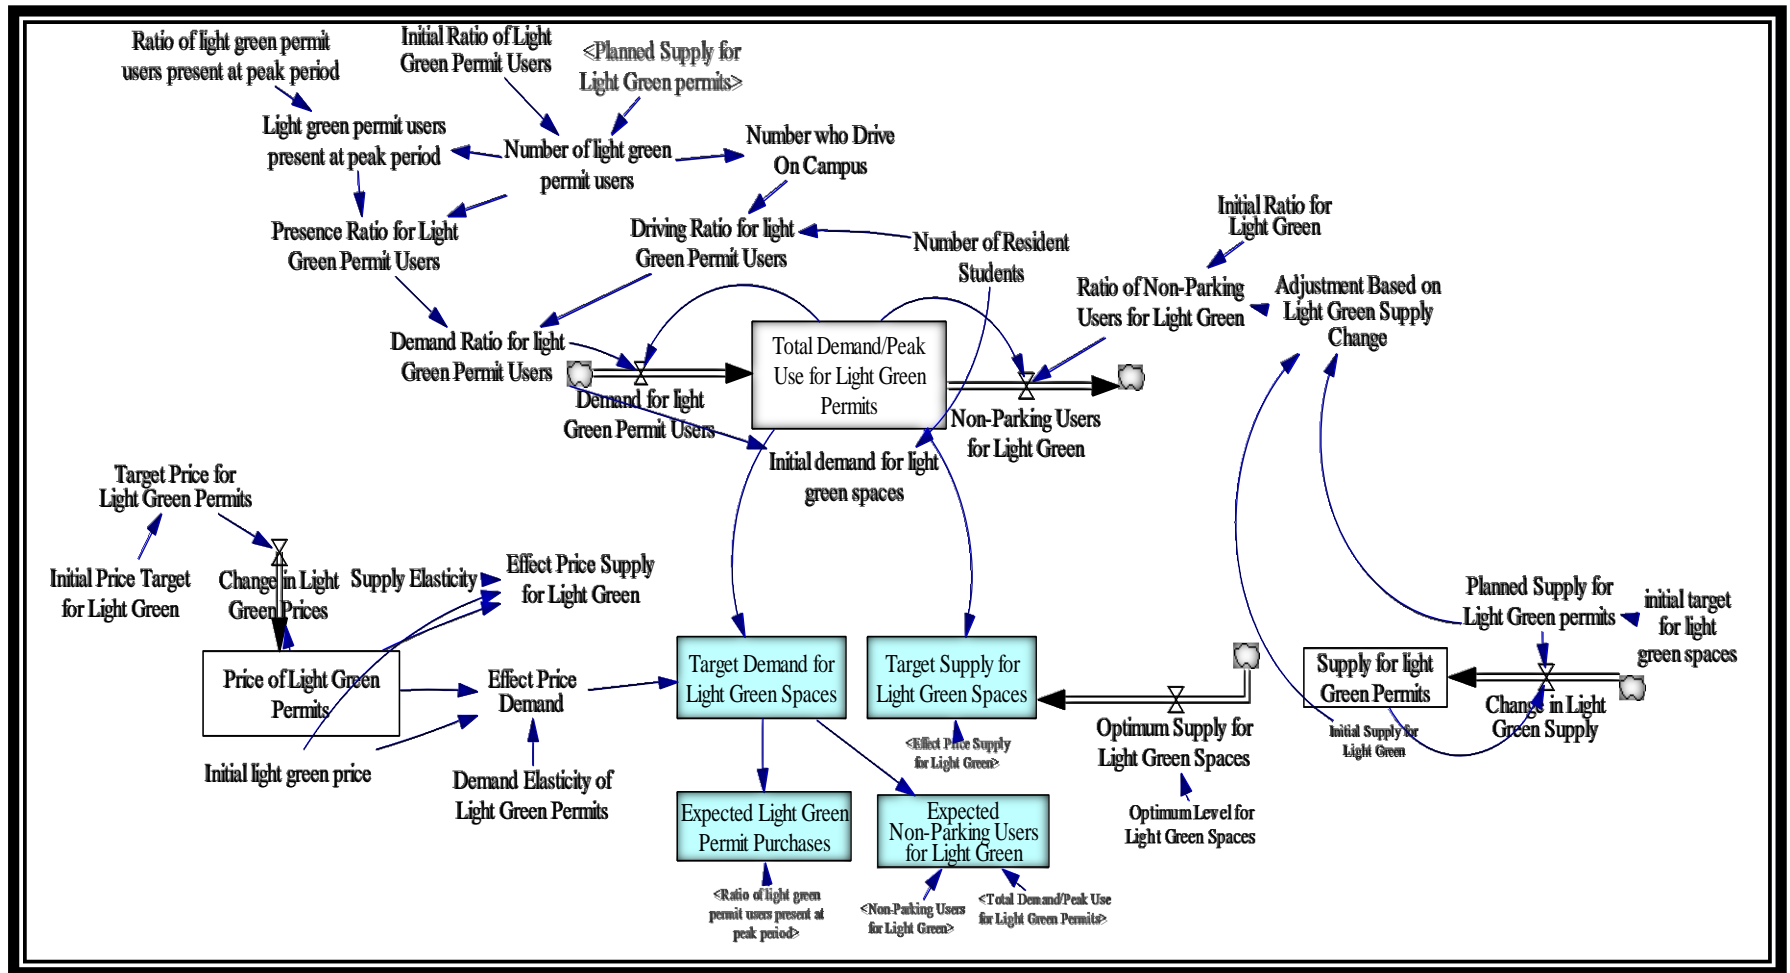 Ratio of light green permit
users present at peak period
Initial Ratio of Light
Green Permit Users
<Planned Supply for
Light Green permits>
Light green permit users
present at peak period
Number of light green
permit users
Number who Drive
On Campus
Presence Ratio for Light
Green Permit Users
Driving Ratio for light
Green Permit Users
Number of Resident
Students
Initial Ratio for
Light Green
Ratio of Non-Parking
Users for Light Green
Adjustment Based on
Light Green Supply
Change
Demand Ratio for light
Green Permit Users
Total Demand/Peak
Use for Light Green
Permits
Demand for light
Green Permit Users
Non-Parking Users
for Light Green
Initial demand for light
green spaces
Target Price for
Light Green Permits
Initial Price Target
for Light Green
Change in Light
Green Prices
Supply Elasticity
Effect Price Supply
for Light Green
Planned Supply for
Light Green permits
initial target
for light
green spaces
Price of Light Green
Permits
Effect Price
Demand
Target Demand for
Light Green Spaces
Target Supply for
Light Green Spaces
Supply for light
Green Permits
Change in Light
Green Supply
Initial Supply for
Light Green
<Effect Price Supply
for Light Green>
Optimum Supply for
Light Green Spaces
Initial light green price
Demand Elasticity of
Light Green Permits
Expected Light Green
Permit Purchases
Expected
Non-Parking Users
for Light Green
Optimum Level for
Light Green Spaces
<Ratio of light green
permit users present at
peak period>
<Non-Parking Users
for Light Green>
<Total Demand/Peak Use
for Light Green Permits>